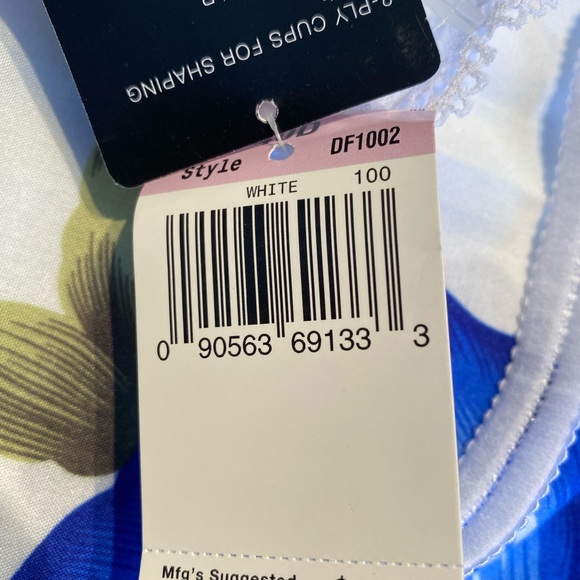 2-PLY CUPS FOR SHAPING
Style DF1002
WHITE 100
0 90563 69133 3
Mfg's Suggested